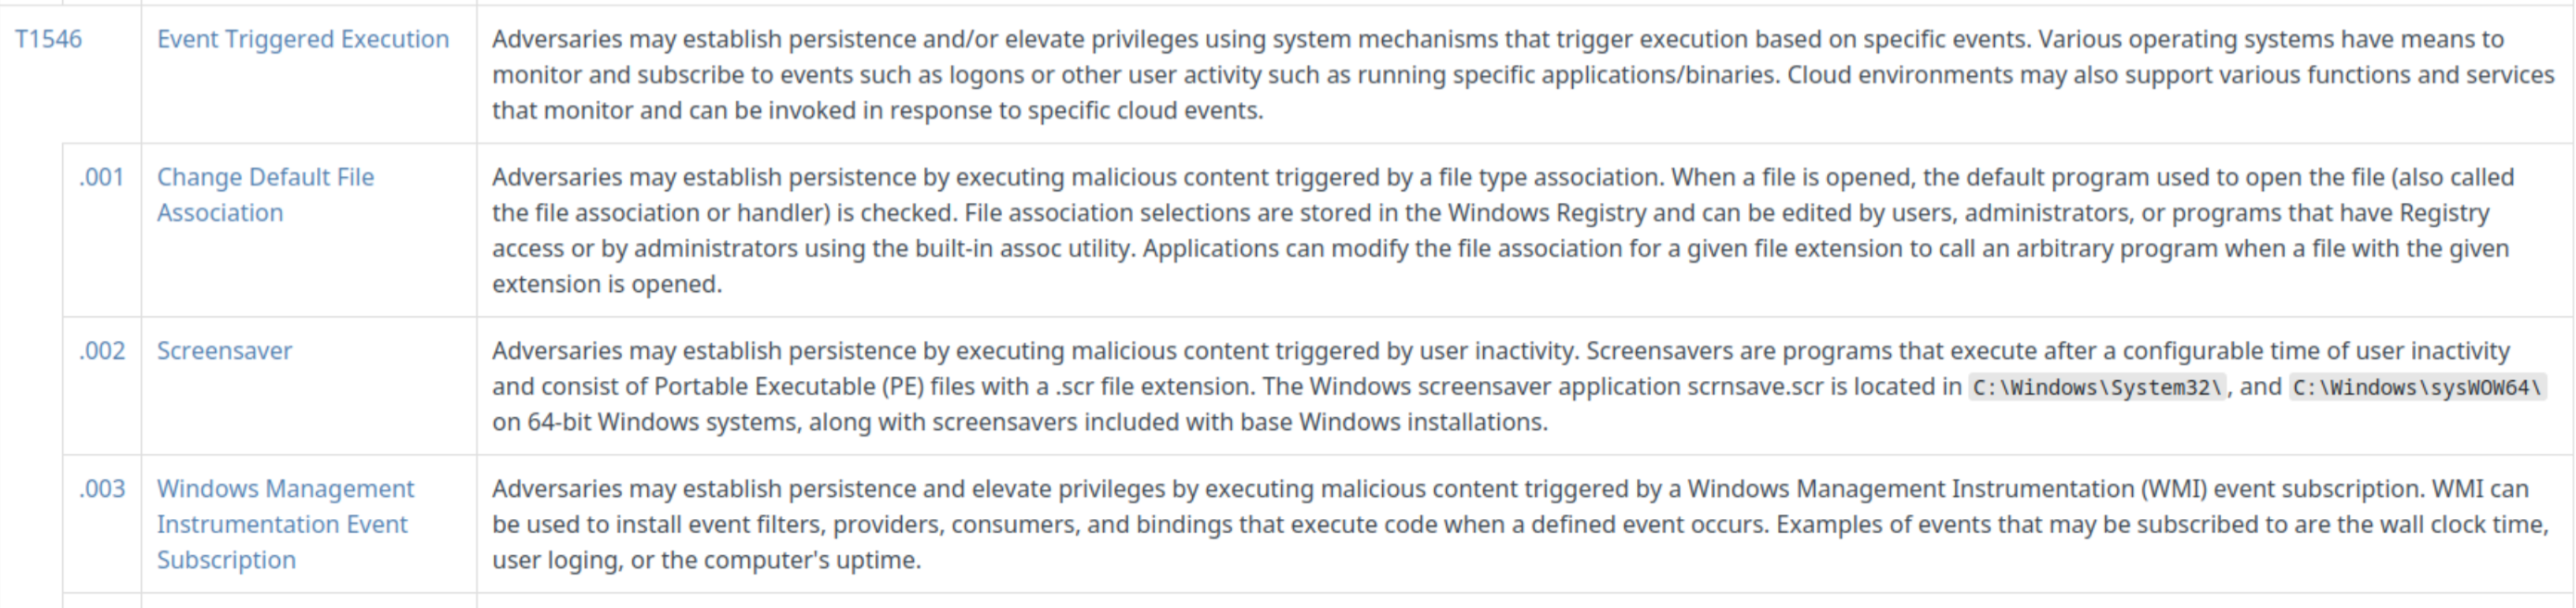 T1546
Event Triggered Execution
Adversaries may establish persistence and/or elevate privileges using system mechanisms that trigger execution based on specific events. Various operating systems have means to
monitor and subscribe to events such as logons or other user activity such as running specific applications/binaries. Cloud environments may also support various functions and services
that monitor and can be invoked in response to specific cloud events.
.001
Change Default File
Association
Adversaries may establish persistence by executing malicious content triggered by a file type association. When a file is opened, the default program used to open the file (also called
the file association or handler) is checked. File association selections are stored in the Windows Registry and can be edited by users, administrators, or programs that have Registry
access or by administrators using the built-in assoc utility. Applications can modify the file association for a given file extension to call an arbitrary program when a file with the given
extension is opened.
.002
Screensaver
Adversaries may establish persistence by executing malicious content triggered by user inactivity. Screensavers are programs that execute after a configurable time of user inactivity
and consist of Portable Executable (PE) files with a .scr file extension. The Windows screensaver application scrnsave.scr is located in C:\Windows\System32\, and C:\Windows\sysWOW64\
on 64-bit Windows systems, along with screensavers included with base Windows installations.
.003
Windows Management
Instrumentation Event
Subscription
Adversaries may establish persistence and elevate privileges by executing malicious content triggered by a Windows Management Instrumentation (WMI) event subscription. WMI can
be used to install event filters, providers, consumers, and bindings that execute code when a defined event occurs. Examples of events that may be subscribed to are the wall clock time,
user loging, or the computer's uptime.